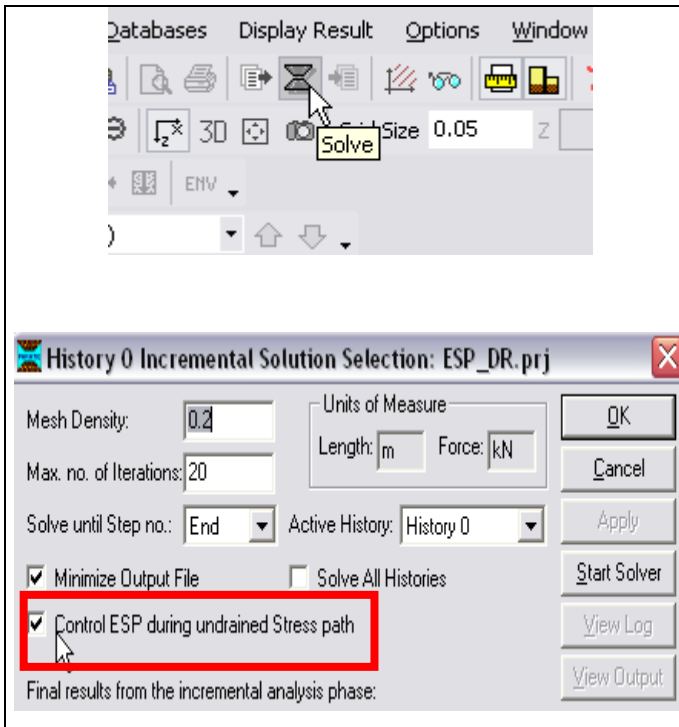 Databases Display Result Options Window
3D Size 0.05 Z
Solve
ENV
History 0 Incremental Solution Selection: ESP_DR.prj
Mesh Density: 0.2 Units of Measure OK
Length: m Force: kN
Max. no. of Iterations: 20 Cancel
Solve until Step no.: End Active History: History 0 Apply
Minimize Output File Solve All Histories Start Solver
Control ESP during undrained Stress path View Log
Final results from the incremental analysis phase: View Output